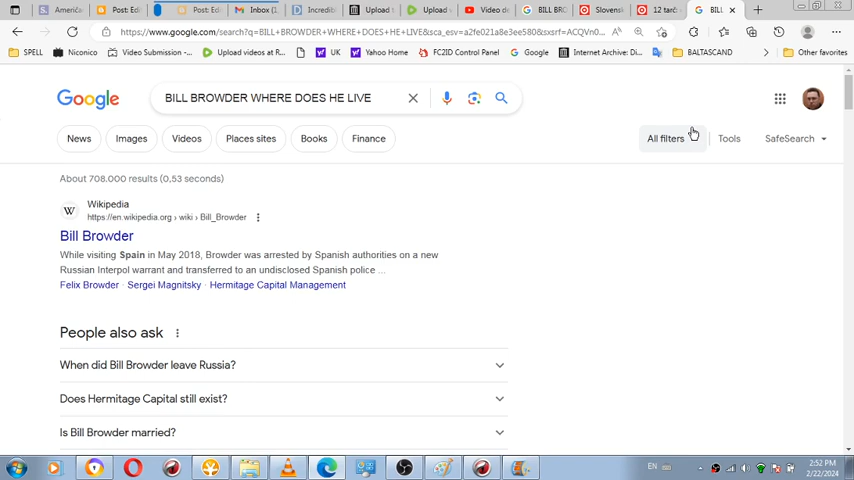 America
Post: Edi
Post: Edi
Inbox (1,
Incredibl
Upload t
Upload v
Video de
BILL BRO
Slovensk
12 tarč
BILL
https://www.google.com/search?q=BILL+BROWDER+WHERE+DOES+HE+LIVE&sca_esv=a2fe021a8e3ee580&sxsrf=ACQVn0...
SPELL
Niconico
Video Submission -...
Upload videos at R...
UK
Yahoo Home
FC2ID Control Panel
Google
Internet Archive: Di...
BALTASCAND
Other favorites
Google
BILL BROWDER WHERE DOES HE LIVE
News
Images
Videos
Places sites
Books
Finance
All filters
Tools
SafeSearch
About 708.000 results (0,53 seconds)
W
Wikipedia
https://en.wikipedia.org › wiki › Bill_Browder
Bill Browder
While visiting Spain in May 2018, Browder was arrested by Spanish authorities on a new
Russian Interpol warrant and transferred to an undisclosed Spanish police ...
Felix Browder · Sergei Magnitsky · Hermitage Capital Management
People also ask
When did Bill Browder leave Russia?
Does Hermitage Capital still exist?
Is Bill Browder married?
EN
2:52 PM
2/22/2024